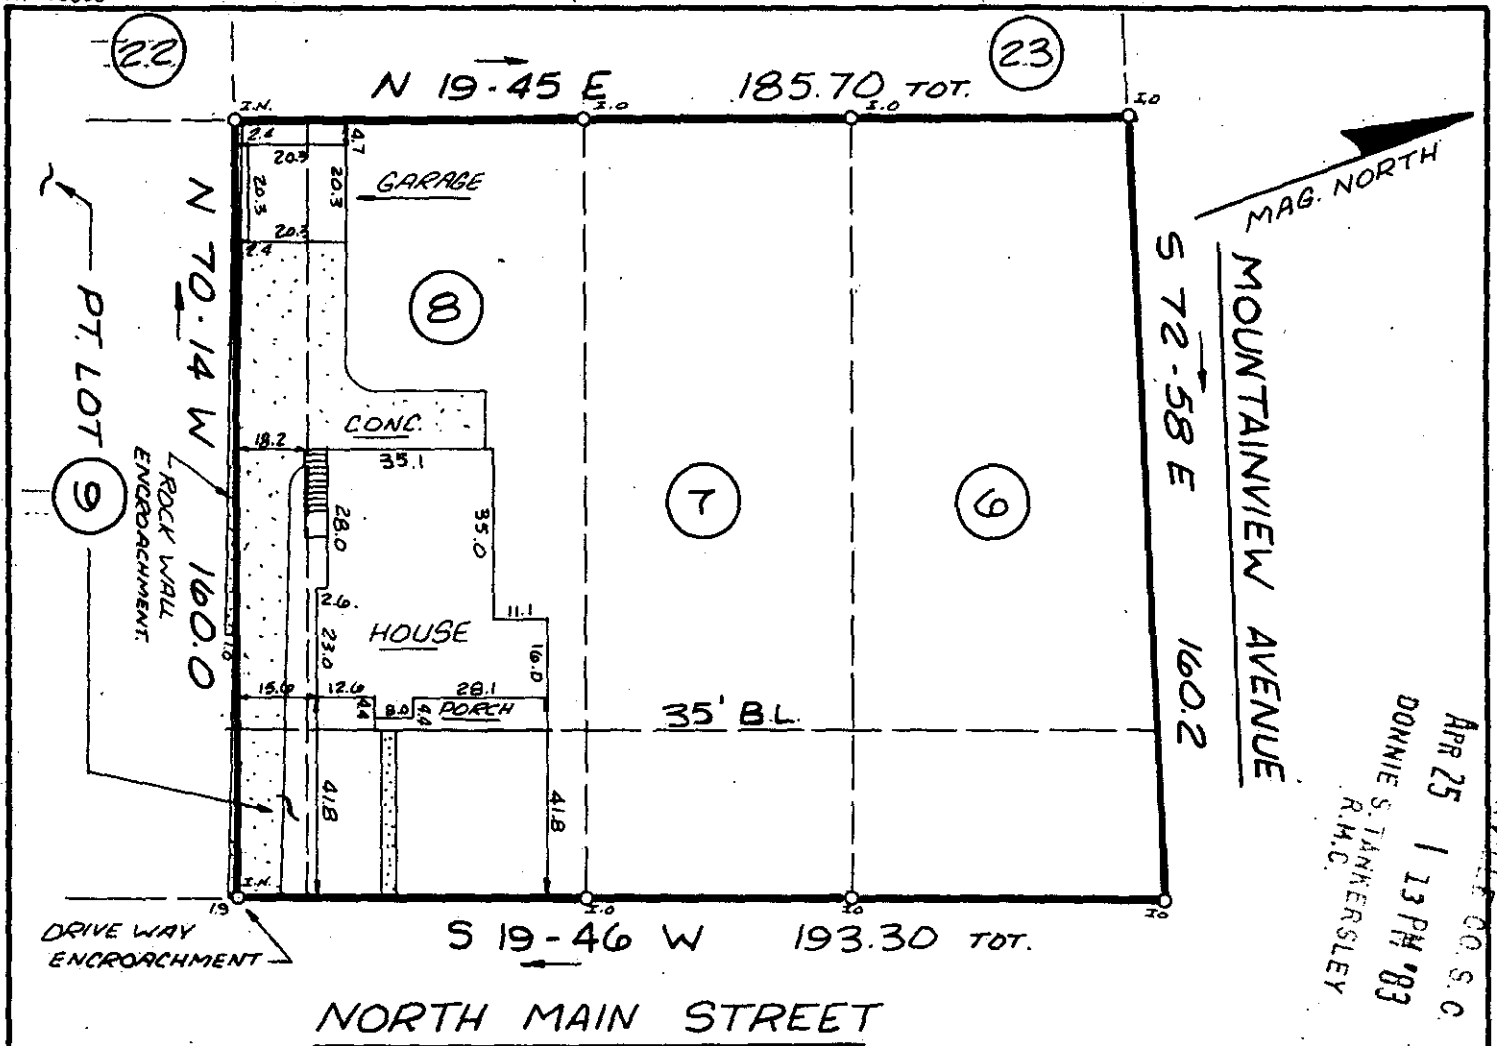 22
23
N 19-45 E 185.70 TOT.
I.N.
I.O
I.O
I.O
2.4
20.3
4.7
20.3
20.3
GARAGE
20.3
2.4
MAG. NORTH
N 70-14 W 160.0
S 72-58 E 160.2
MOUNTAINVIEW AVENUE
8
PT. LOT 9
CONC.
18.2
35.1
ROCK WALL
ENCROACHMENT.
28.0
35.0
7
6
2.6
11.1
HOUSE
23.0
16.0
1.0
15.6
12.6
28.1
4.4
8.0
4.4
PORCH
35' B.L.
41.8
41.8
I.N.
1.9
I.O
I.O
I.O
DRIVE WAY
ENCROACHMENT
S 19-46 W 193.30 TOT.
NORTH MAIN STREET
CO. S. C.
APR 25 1 13 PM '83
DONNIE S. TANKERSLEY
R.M.C.